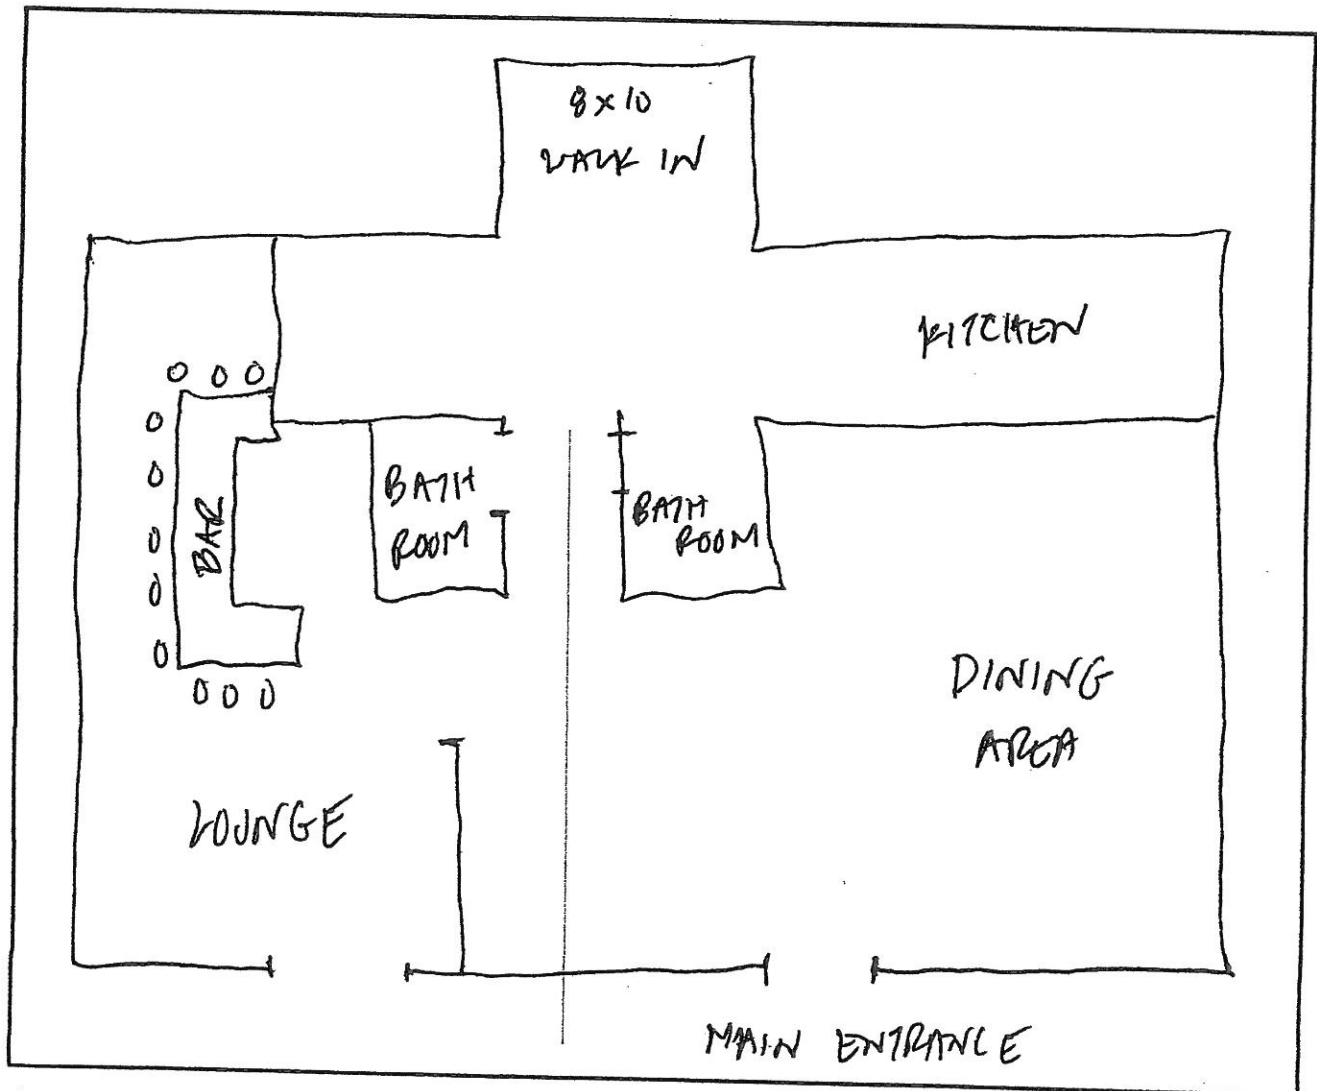 8x10
WALK IN
KITCHEN
BATH
ROOM
BATH
ROOM
BAR
DINING
AREA
LOUNGE
MAIN ENTRANCE